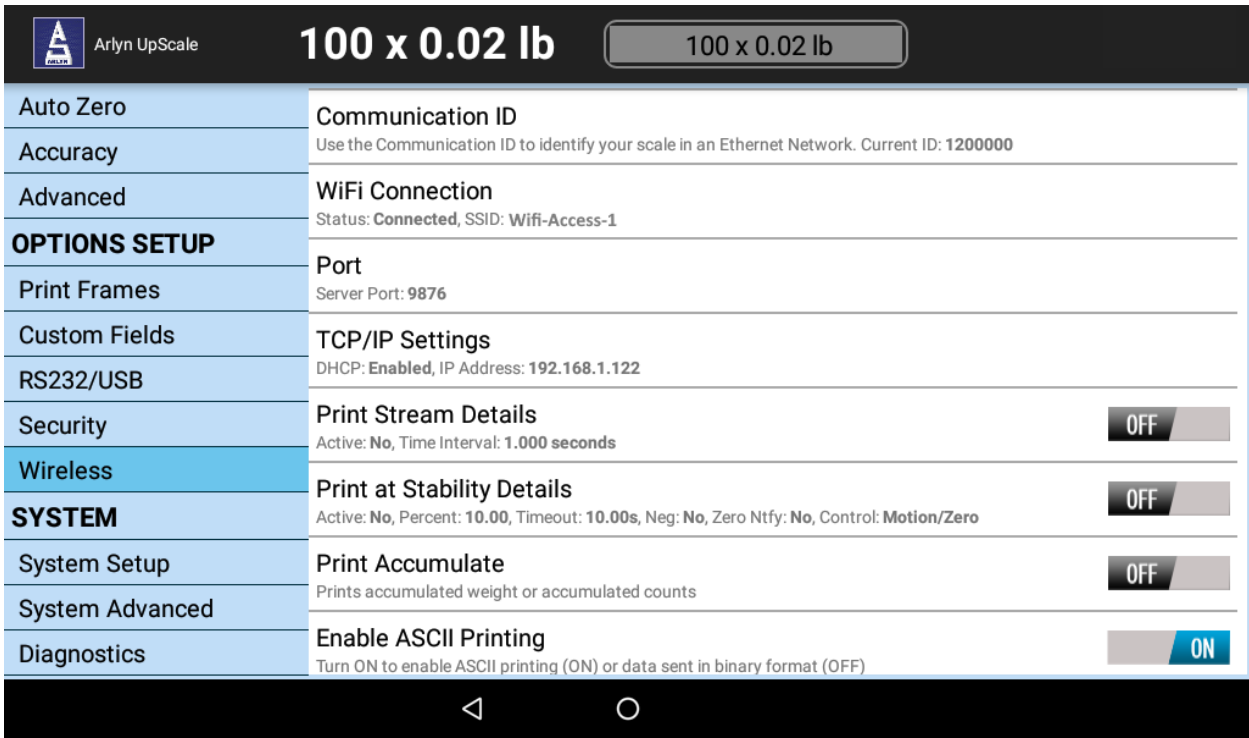 ARLYN
Arlyn UpScale
100 x 0.02 lb
100 x 0.02 lb
Auto Zero
Accuracy
Advanced
OPTIONS SETUP
Print Frames
Custom Fields
RS232/USB
Security
Wireless
SYSTEM
System Setup
System Advanced
Diagnostics
Communication ID
Use the Communication ID to identify your scale in an Ethernet Network. Current ID: 1200000
WiFi Connection
Status: Connected, SSID: Wifi-Access-1
Port
Server Port: 9876
TCP/IP Settings
DHCP: Enabled, IP Address: 192.168.1.122
Print Stream Details
Active: No, Time Interval: 1.000 seconds
OFF
Print at Stability Details
Active: No, Percent: 10.00, Timeout: 10.00s, Neg: No, Zero Ntfy: No, Control: Motion/Zero
OFF
Print Accumulate
Prints accumulated weight or accumulated counts
OFF
Enable ASCII Printing
Turn ON to enable ASCII printing (ON) or data sent in binary format (OFF)
ON